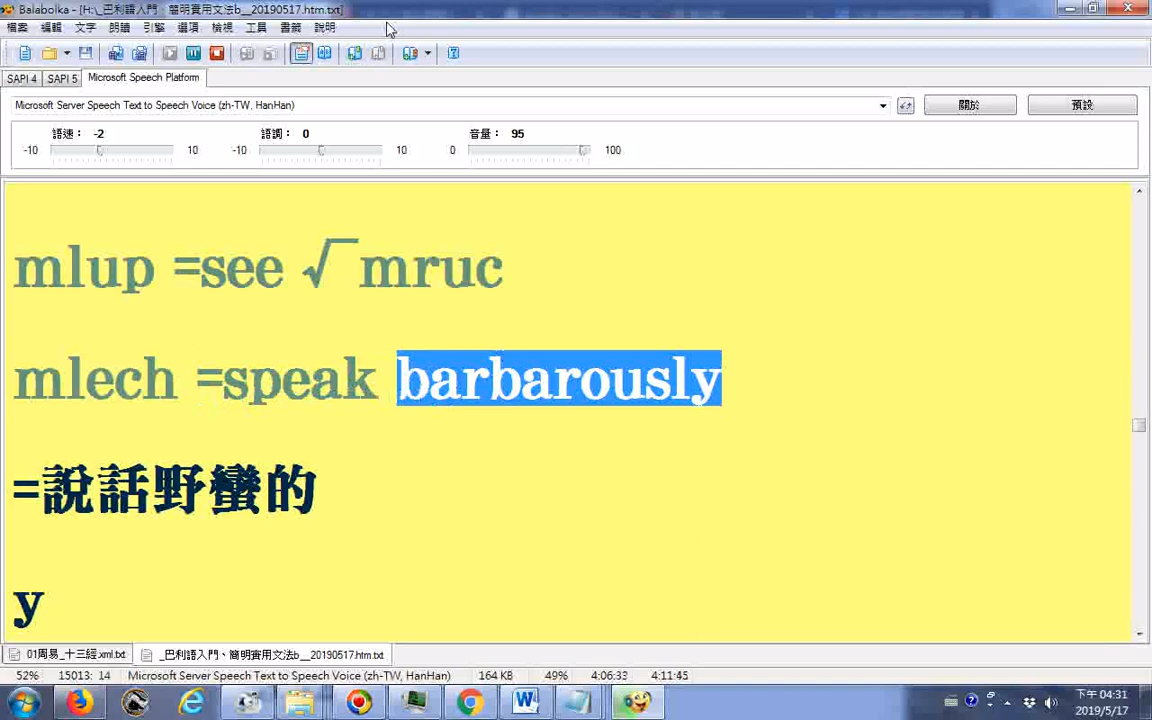 Balabolka - [H:\_巴利語入門、簡明實用文法b__20190517.htm.txt]
檔案 編輯 文字 朗讀 引擎 選項 檢視 工具 書籤 說明
SAPI 4 SAPI 5 Microsoft Speech Platform
Microsoft Server Speech Text to Speech Voice (zh-TW, HanHan) 關於 預設
語速： -2 語調： 0 音量： 95
-10 10 -10 10 0 100
mlup =see √mruc
mlech =speak barbarously
=說話野蠻的
y
01周易_十三經.xml.txt _巴利語入門、簡明實用文法b__20190517.htm.txt
52% 15013: 14 Microsoft Server Speech Text to Speech Voice (zh-TW, HanHan) 164 KB 49% 4:06:33 4:11:45
下午 04:31
2019/5/17